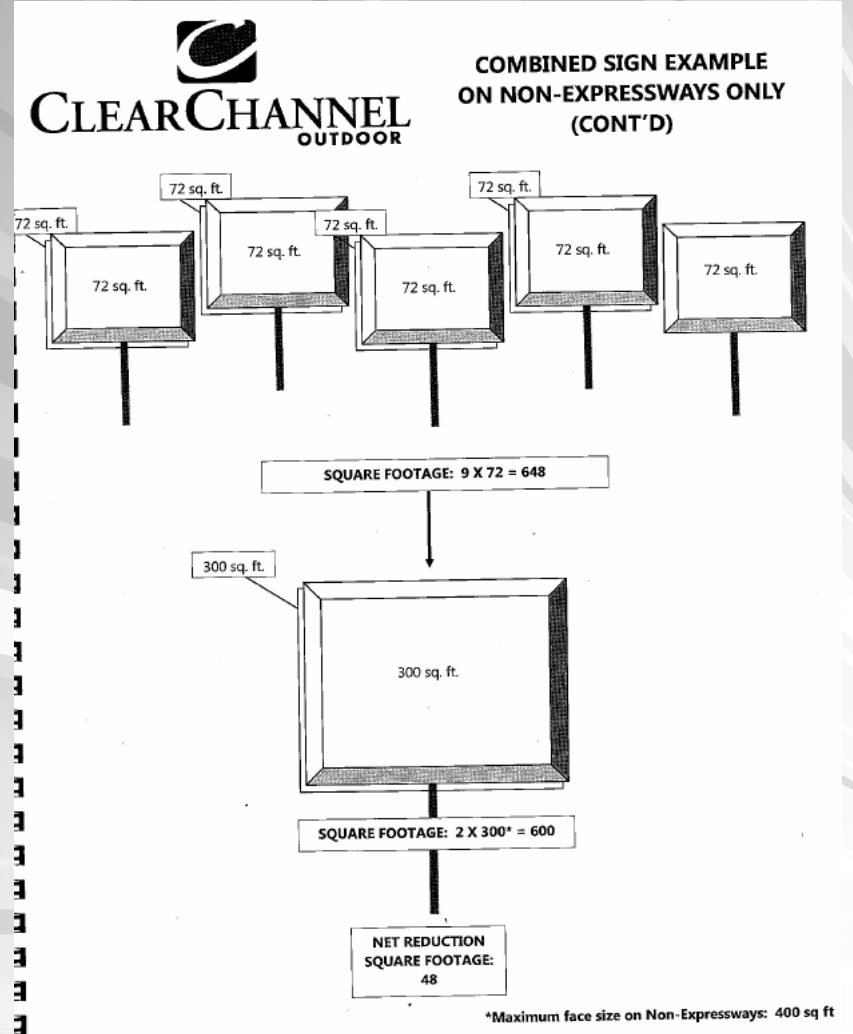 CLEARCHANNEL
OUTDOOR
COMBINED SIGN EXAMPLE
ON NON-EXPRESSWAYS ONLY
(CONT'D)
72 sq. ft.
72 sq. ft.
72 sq. ft.
72 sq. ft.
72 sq. ft.
72 sq. ft.
72 sq. ft.
72 sq. ft.
72 sq. ft.
SQUARE FOOTAGE: 9 X 72 = 648
300 sq. ft.
300 sq. ft.
SQUARE FOOTAGE: 2 X 300* = 600
NET REDUCTION
SQUARE FOOTAGE:
48
*Maximum face size on Non-Expressways: 400 sq ft